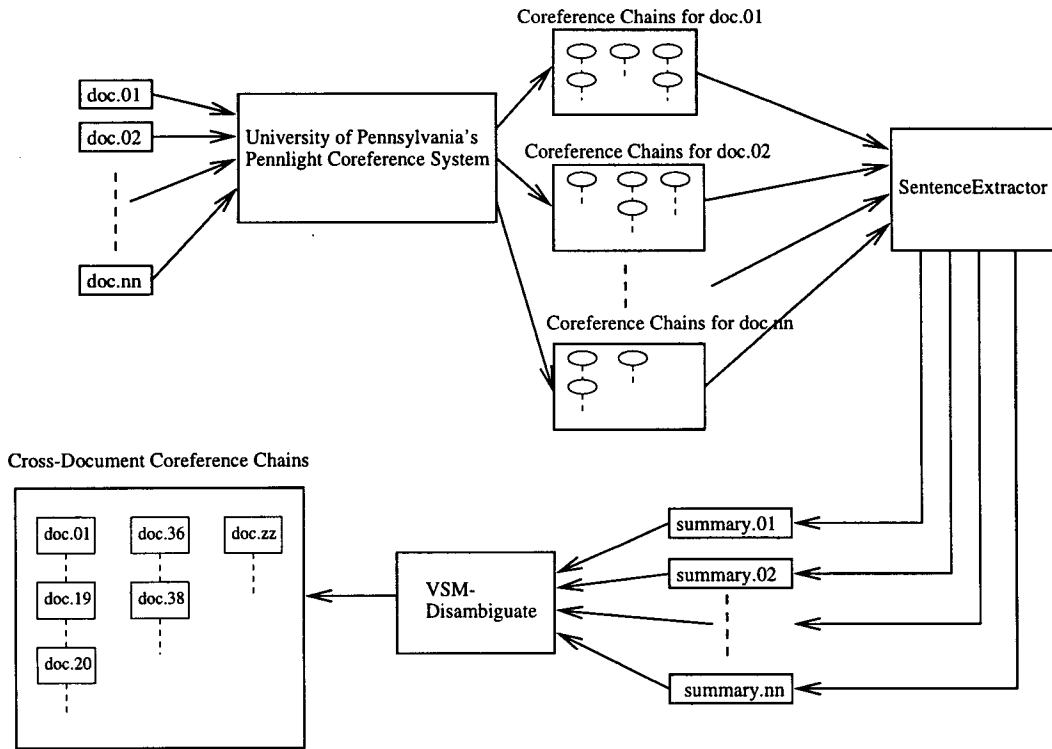 Coreference Chains for doc.01
doc.01
doc.02
doc.nn
University of Pennsylvania's
Pennlight Coreference System
Coreference Chains for doc.02
Coreference Chains for doc.nn
SentenceExtractor
summary.01
summary.02
summary.nn
VSM-
Disambiguate
Cross-Document Coreference Chains
doc.01
doc.36
doc.zz
doc.19
doc.38
doc.20